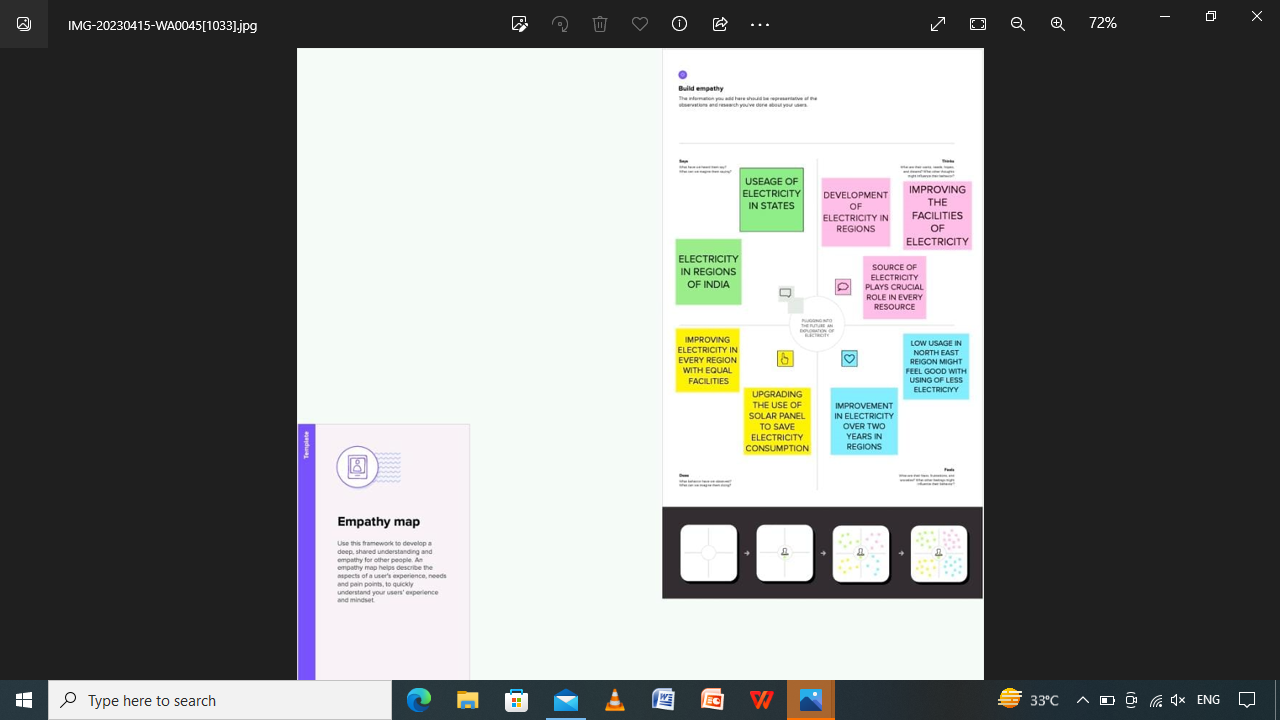 IMG-20230415-WA0045[1033].jpg
72%
Build empathy
The information you add here should be representative of the
observations and research you've done about your users.
Says
What have we heard them say?
What can we imagine them saying?
Thinks
What are their wants, needs, hopes,
and dreams? What other thoughts
might influence their behavior?
USEAGE OF
ELECTRICITY
IN STATES
DEVELOPMENT
OF
ELECTRICITY IN
REGIONS
IMPROVING
THE
FACILITIES
OF
ELECTRICITY
ELECTRICITY
IN REGIONS
OF INDIA
SOURCE OF
ELECTRICITY
PLAYS CRUCIAL
ROLE IN EVERY
RESOURCE
PLUGGING INTO
THE FUTURE AN
EXPLORATION OF
ELECTRICITY
IMPROVING
ELECTRICITY IN
EVERY REGION
WITH EQUAL
FACILITIES
LOW USAGE IN
NORTH EAST
REIGON MIGHT
FEEL GOOD WITH
USING OF LESS
ELECTRICIYY
UPGRADING
THE USE OF
SOLAR PANEL
TO SAVE
ELECTRICITY
CONSUMPTION
IMPROVEMENT
IN ELECTRICITY
OVER TWO
YEARS IN
REGIONS
Does
What behavior have we observed?
What can we imagine them doing?
Feels
What are their fears, frustrations, and
anxieties? What other feelings might
influence their behavior?
Template
Empathy map
Use this framework to develop a
deep, shared understanding and
empathy for other people. An
empathy map helps describe the
aspects of a user's experience, needs
and pain points, to quickly
understand your users' experience
and mindset.
Type here to search
33°C
ENG